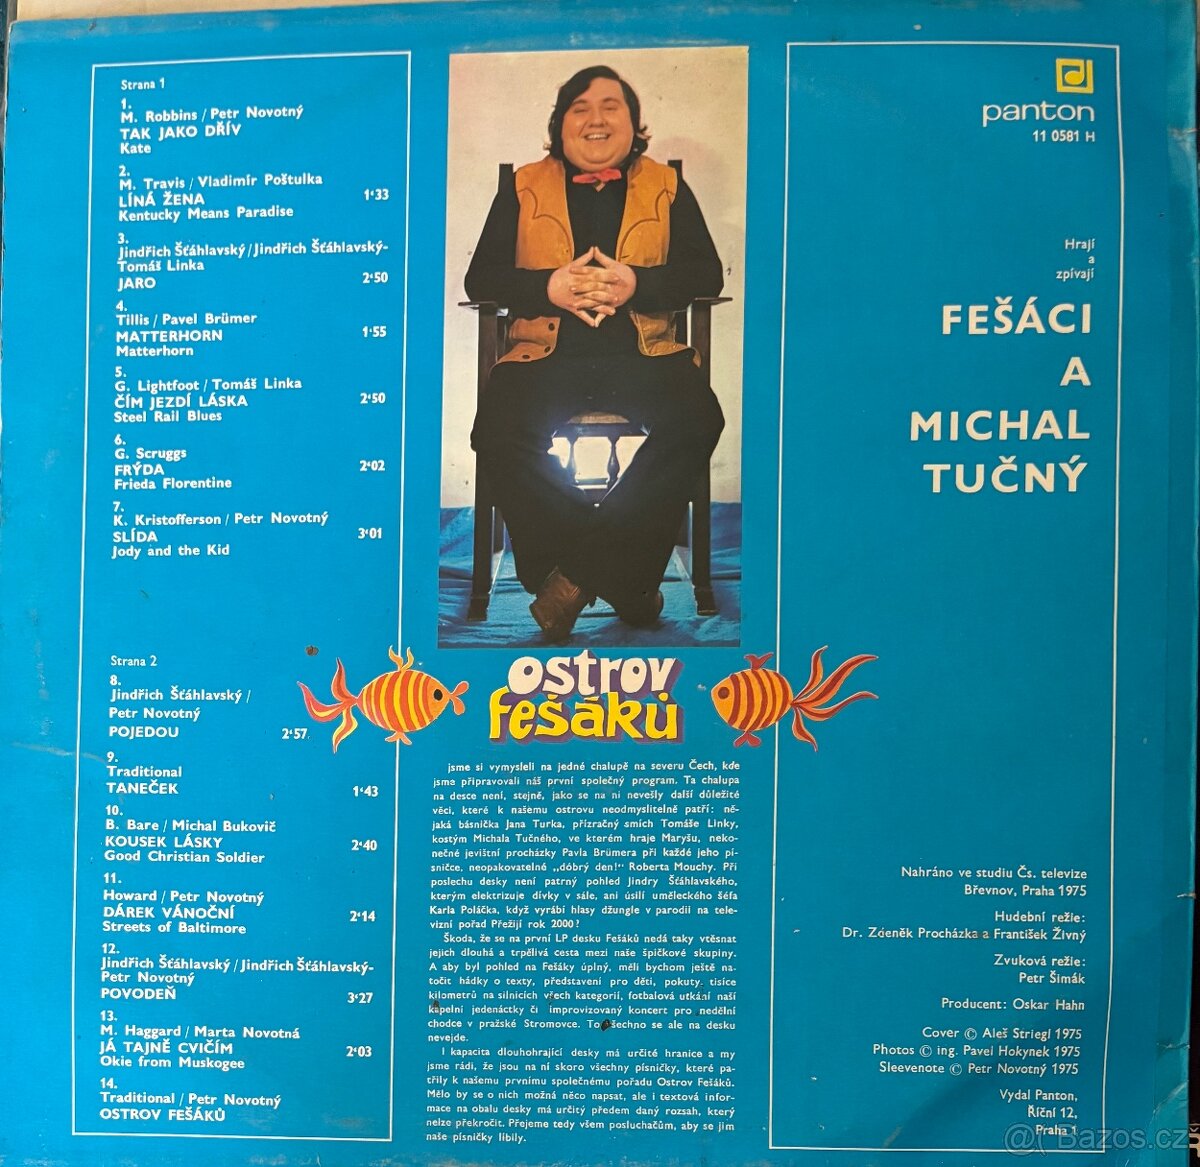 Strana 1
1.
M. Robbins / Petr Novotný
TAK JAKO DŘÍV
Kate
2.
M. Travis / Vladimír Poštulka
LÍNÁ ŽENA 1‘33
Kentucky Means Paradise
3.
Jindřich Šťáhlavský/Jindřich Šťáhlavský-
Tomáš Linka
JARO 2‘50
4.
Tillis / Pavel Brümer
MATTERHORN 1‘55
Matterhorn
5.
G. Lightfoot / Tomáš Linka
ČÍM JEZDÍ LÁSKA 2‘50
Steel Rail Blues
6.
G. Scruggs
FRÝDA 2‘02
Frieda Florentine
7.
K. Kristofferson / Petr Novotný
SLÍDA 3‘01
Jody and the Kid
Strana 2
8.
Jindřich Šťáhlavský /
Petr Novotný
POJEDOU 2‘57
9.
Traditional
TANEČEK 1‘43
10.
B. Bare / Michal Bukovič
KOUSEK LÁSKY 2‘40
Good Christian Soldier
11.
Howard / Petr Novotný
DÁREK VÁNOČNÍ 2‘14
Streets of Baltimore
12.
Jindřich Šťáhlavský / Jindřich Šťáhlavský-
Petr Novotný
POVODEŇ 3‘27
13.
M. Haggard / Marta Novotná
JÁ TAJNĚ CVIČÍM 2‘03
Okie from Muskogee
14.
Traditional / Petr Novotný
OSTROV FEŠÁKŮ
ostrov
fešáků
jsme si vymysleli na jedné chalupě na severu Čech, kde
jsme připravovali náš první společný program. Ta chalupa
na desce není, stejně, jako se na ni nevešly další důležité
věci, které k našemu ostrovu neodmyslitelně patří: ně-
jaká básnička Jana Turka, přízračný smích Tomáše Linky,
kostým Michala Tučného, ve kterém hraje Maryšu, neko-
nečné jevištní procházky Pavla Brümera při každé jeho pí-
sničce, neopakovatelné „dóbrý den!“ Roberta Mouchy. Při
poslechu desky není patrný pohled Jindry Šťáhlavského,
kterým elektrizuje dívky v sále, ani úsilí uměleckého šéfa
Karla Poláčka, když vyrábí hlasy džungle v parodii na tele-
vizní pořad Přežijí rok 2000?
Škoda, že se na první LP desku Fešáků nedá taky vtěsnat
jejich dlouhá a trpělivá cesta mezi naše špičkové skupiny.
A aby byl pohled na Fešáky úplný, měli bychom ještě na-
točit hádky o texty, představení pro děti, pokuty, tisíce
kilometrů na silnicích všech kategorií, fotbalová utkání naší
kapelní jedenáctky či improvizovaný koncert pro nedělní
chodce v pražské Stromovce. To všechno se ale na desku
nevejde.
I kapacita dlouhohrající desky má určité hranice a my
jsme rádi, že jsou na ní skoro všechny písničky, které pa-
třily k našemu prvnímu společnému pořadu Ostrov Fešáků.
Mělo by se o nich možná něco napsat, ale i textová infor-
mace na obalu desky má určitý předem daný rozsah, který
nelze překročit. Přejeme tedy všem posluchačům, aby se jim
naše písničky líbily.
panton
11 0581 H
Hrají
a
zpívají
FEŠÁCI
A
MICHAL
TUČNÝ
Nahráno ve studiu Čs. televize
Břevnov, Praha 1975
Hudební režie:
Dr. Zdeněk Procházka a František Živný
Zvuková režie:
Petr Šimák
Producent: Oskar Hahn
Cover © Aleš Striegl 1975
Photos © ing. Pavel Hokynek 1975
Sleevenote © Petr Novotný 1975
Vydal Panton,
Říční 12,
Praha 1
@( Bazos.cz